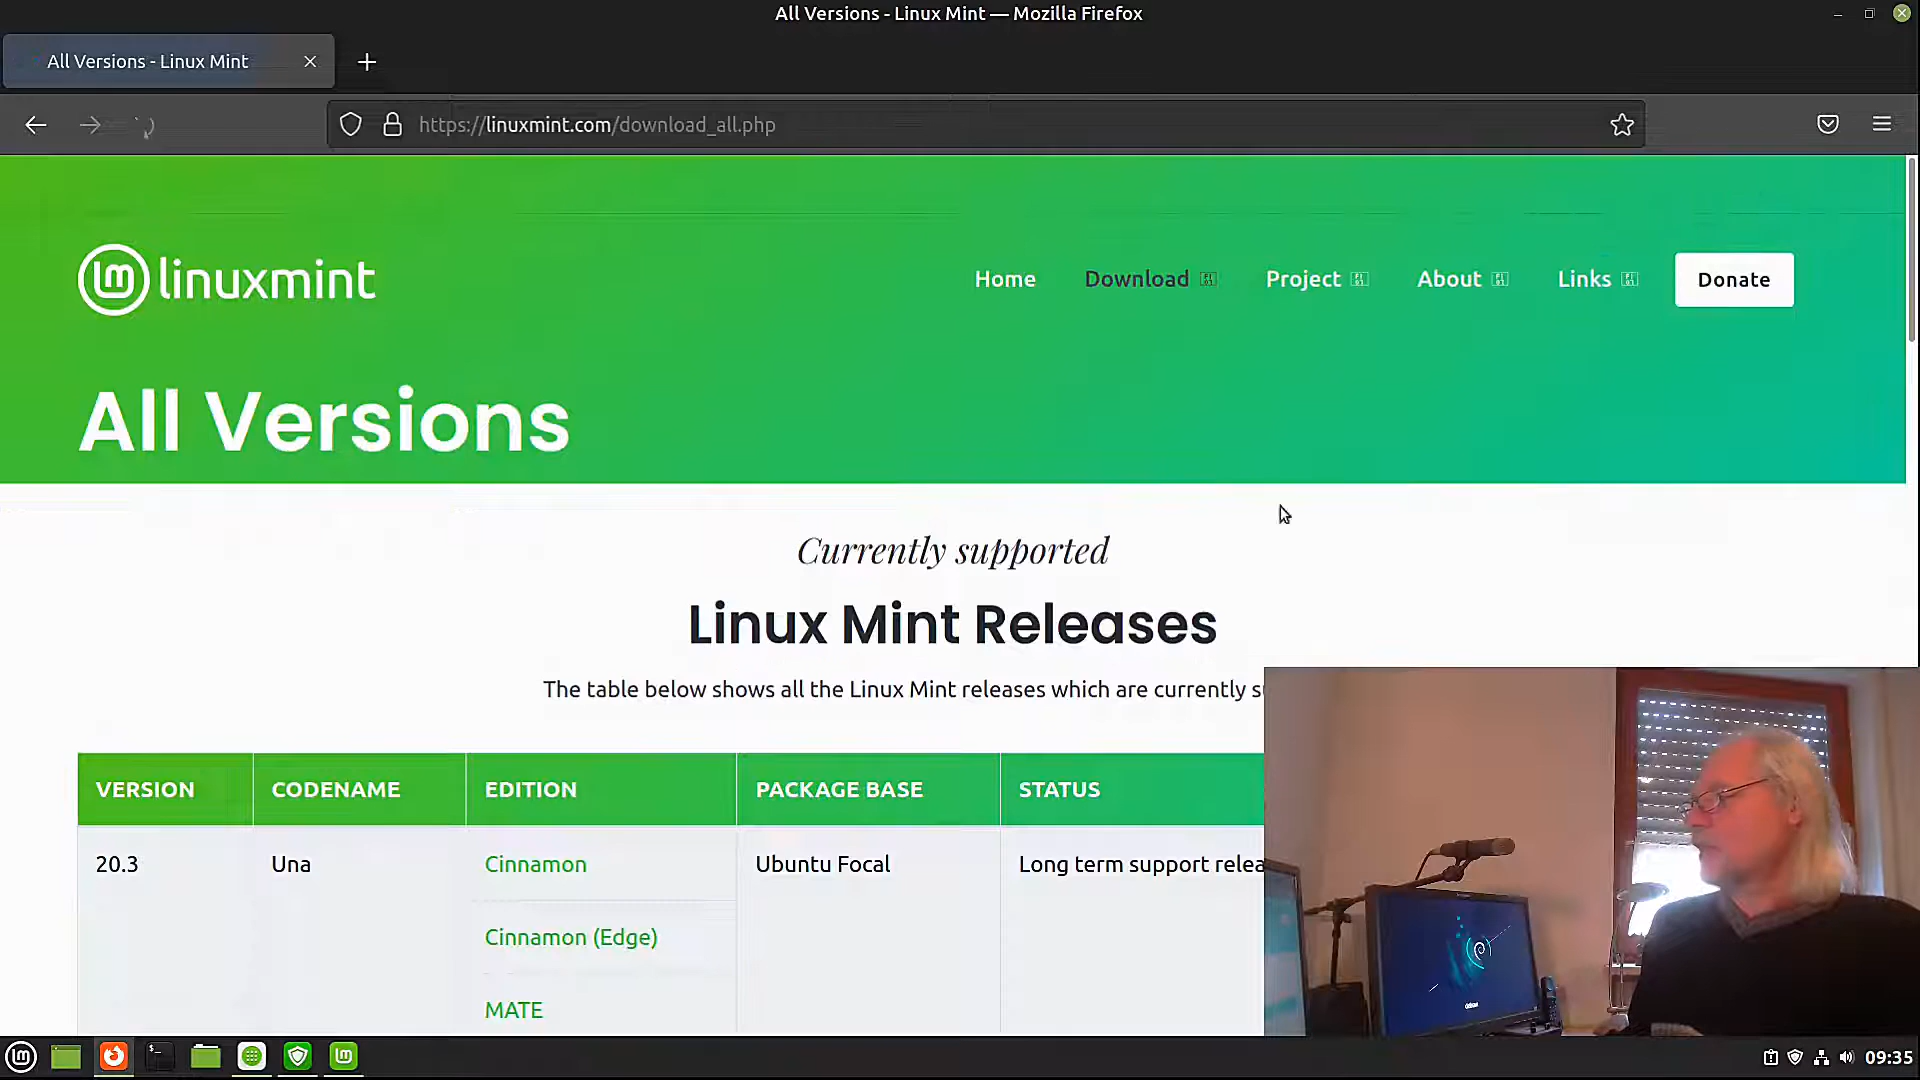 All Versions - Linux Mint — Mozilla Firefox
All Versions - Linux Mint
https://linuxmint.com/download_all.php
linuxmint
Home
Download
Project
About
Links
Donate
All Versions
Currently supported
Linux Mint Releases
The table below shows all the Linux Mint releases which are currently
VERSION
CODENAME
EDITION
PACKAGE BASE
STATUS
20.3
Una
Cinnamon
Ubuntu Focal
Long term support relea
Cinnamon (Edge)
MATE
09:35